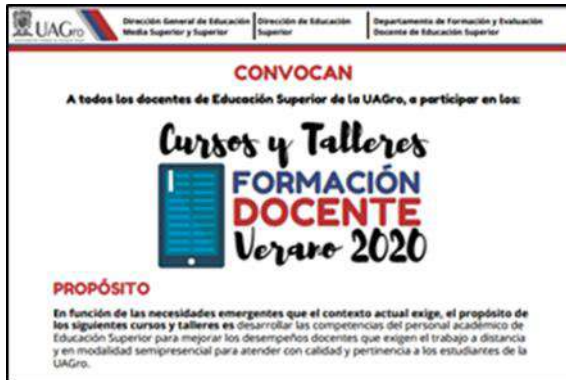 UAGro
Dirección General de Educación
Media Superior y Superior
Dirección de Educación
Superior
Departamento de Formación y Evaluación
Docente de Educación Superior
CONVOCAN
A todos los docentes de Educación Superior de la UAGro, a participar en los:
Cursos y Talleres
FORMACIÓN
DOCENTE
Verano 2020
PROPÓSITO
En función de las necesidades emergentes que el contexto actual exige, el propósito de
los siguientes cursos y talleres es desarrollar las competencias del personal académico de
Educación Superior para mejorar los desempeños docentes que exigen el trabajo a distancia
y en modalidad semipresencial para atender con calidad y pertinencia a los estudiantes de la
UAGro.